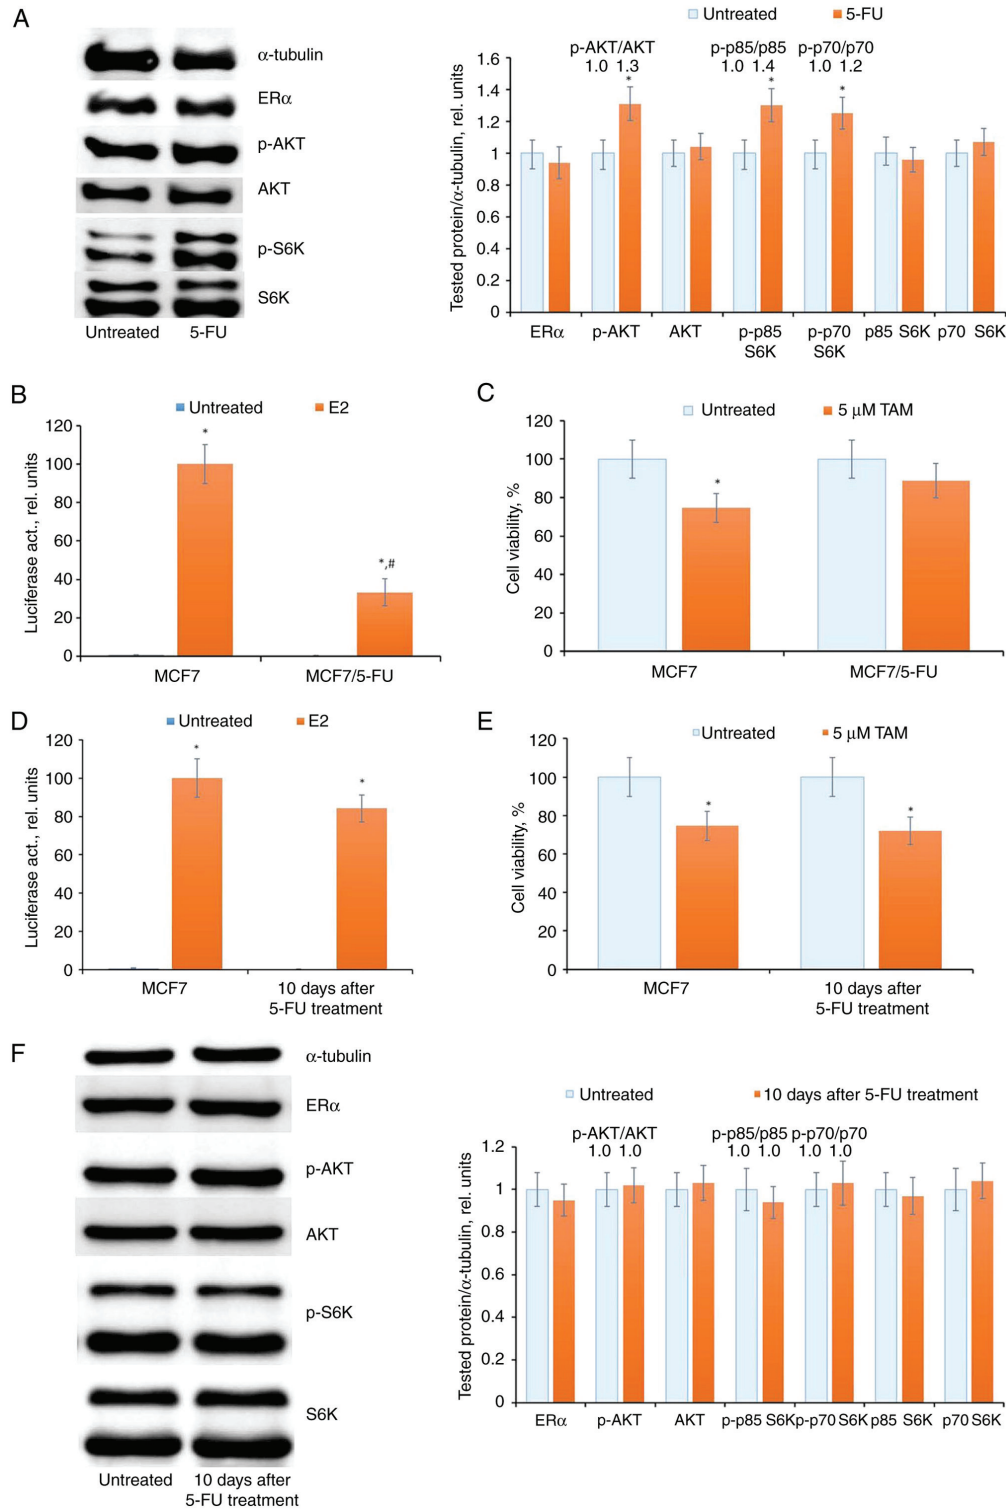 A
α-tubulin
ERα
p-AKT
AKT
p-S6K
S6K
Untreated 5-FU
Untreated 5-FU
p-AKT/AKT p-p85/p85 p-p70/p70
1.0 1.3 1.0 1.4 1.0 1.2
* * *
Tested protein/α-tubulin, rel. units
1.6
1.4
1.2
1
0.8
0.6
0.4
0.2
0
ERα p-AKT AKT p-p85 p-p70 p85 S6K p70 S6K
S6K S6K
B
Untreated E2
Luciferase act., rel. units
120
100
80
60
40
20
0
*
*,#
MCF7 MCF7/5-FU
C
Untreated 5 μM TAM
Cell viability, %
120
100
80
60
40
20
0
*
MCF7 MCF7/5-FU
D
Untreated E2
Luciferase act., rel. units
120
100
80
60
40
20
0
* *
MCF7 10 days after
5-FU treatment
E
Untreated 5 μM TAM
Cell viability, %
120
100
80
60
40
20
0
* *
MCF7 10 days after
5-FU treatment
F
α-tubulin
ERα
p-AKT
AKT
p-S6K
S6K
Untreated 10 days after
5-FU treatment
Untreated 10 days after 5-FU treatment
p-AKT/AKT p-p85/p85 p-p70/p70
1.0 1.0 1.0 1.0 1.0 1.0
Tested protein/α-tubulin, rel. units
1.2
1
0.8
0.6
0.4
0.2
0
ERα p-AKT AKT p-p85 S6K p-p70 S6K p85 S6K p70 S6K